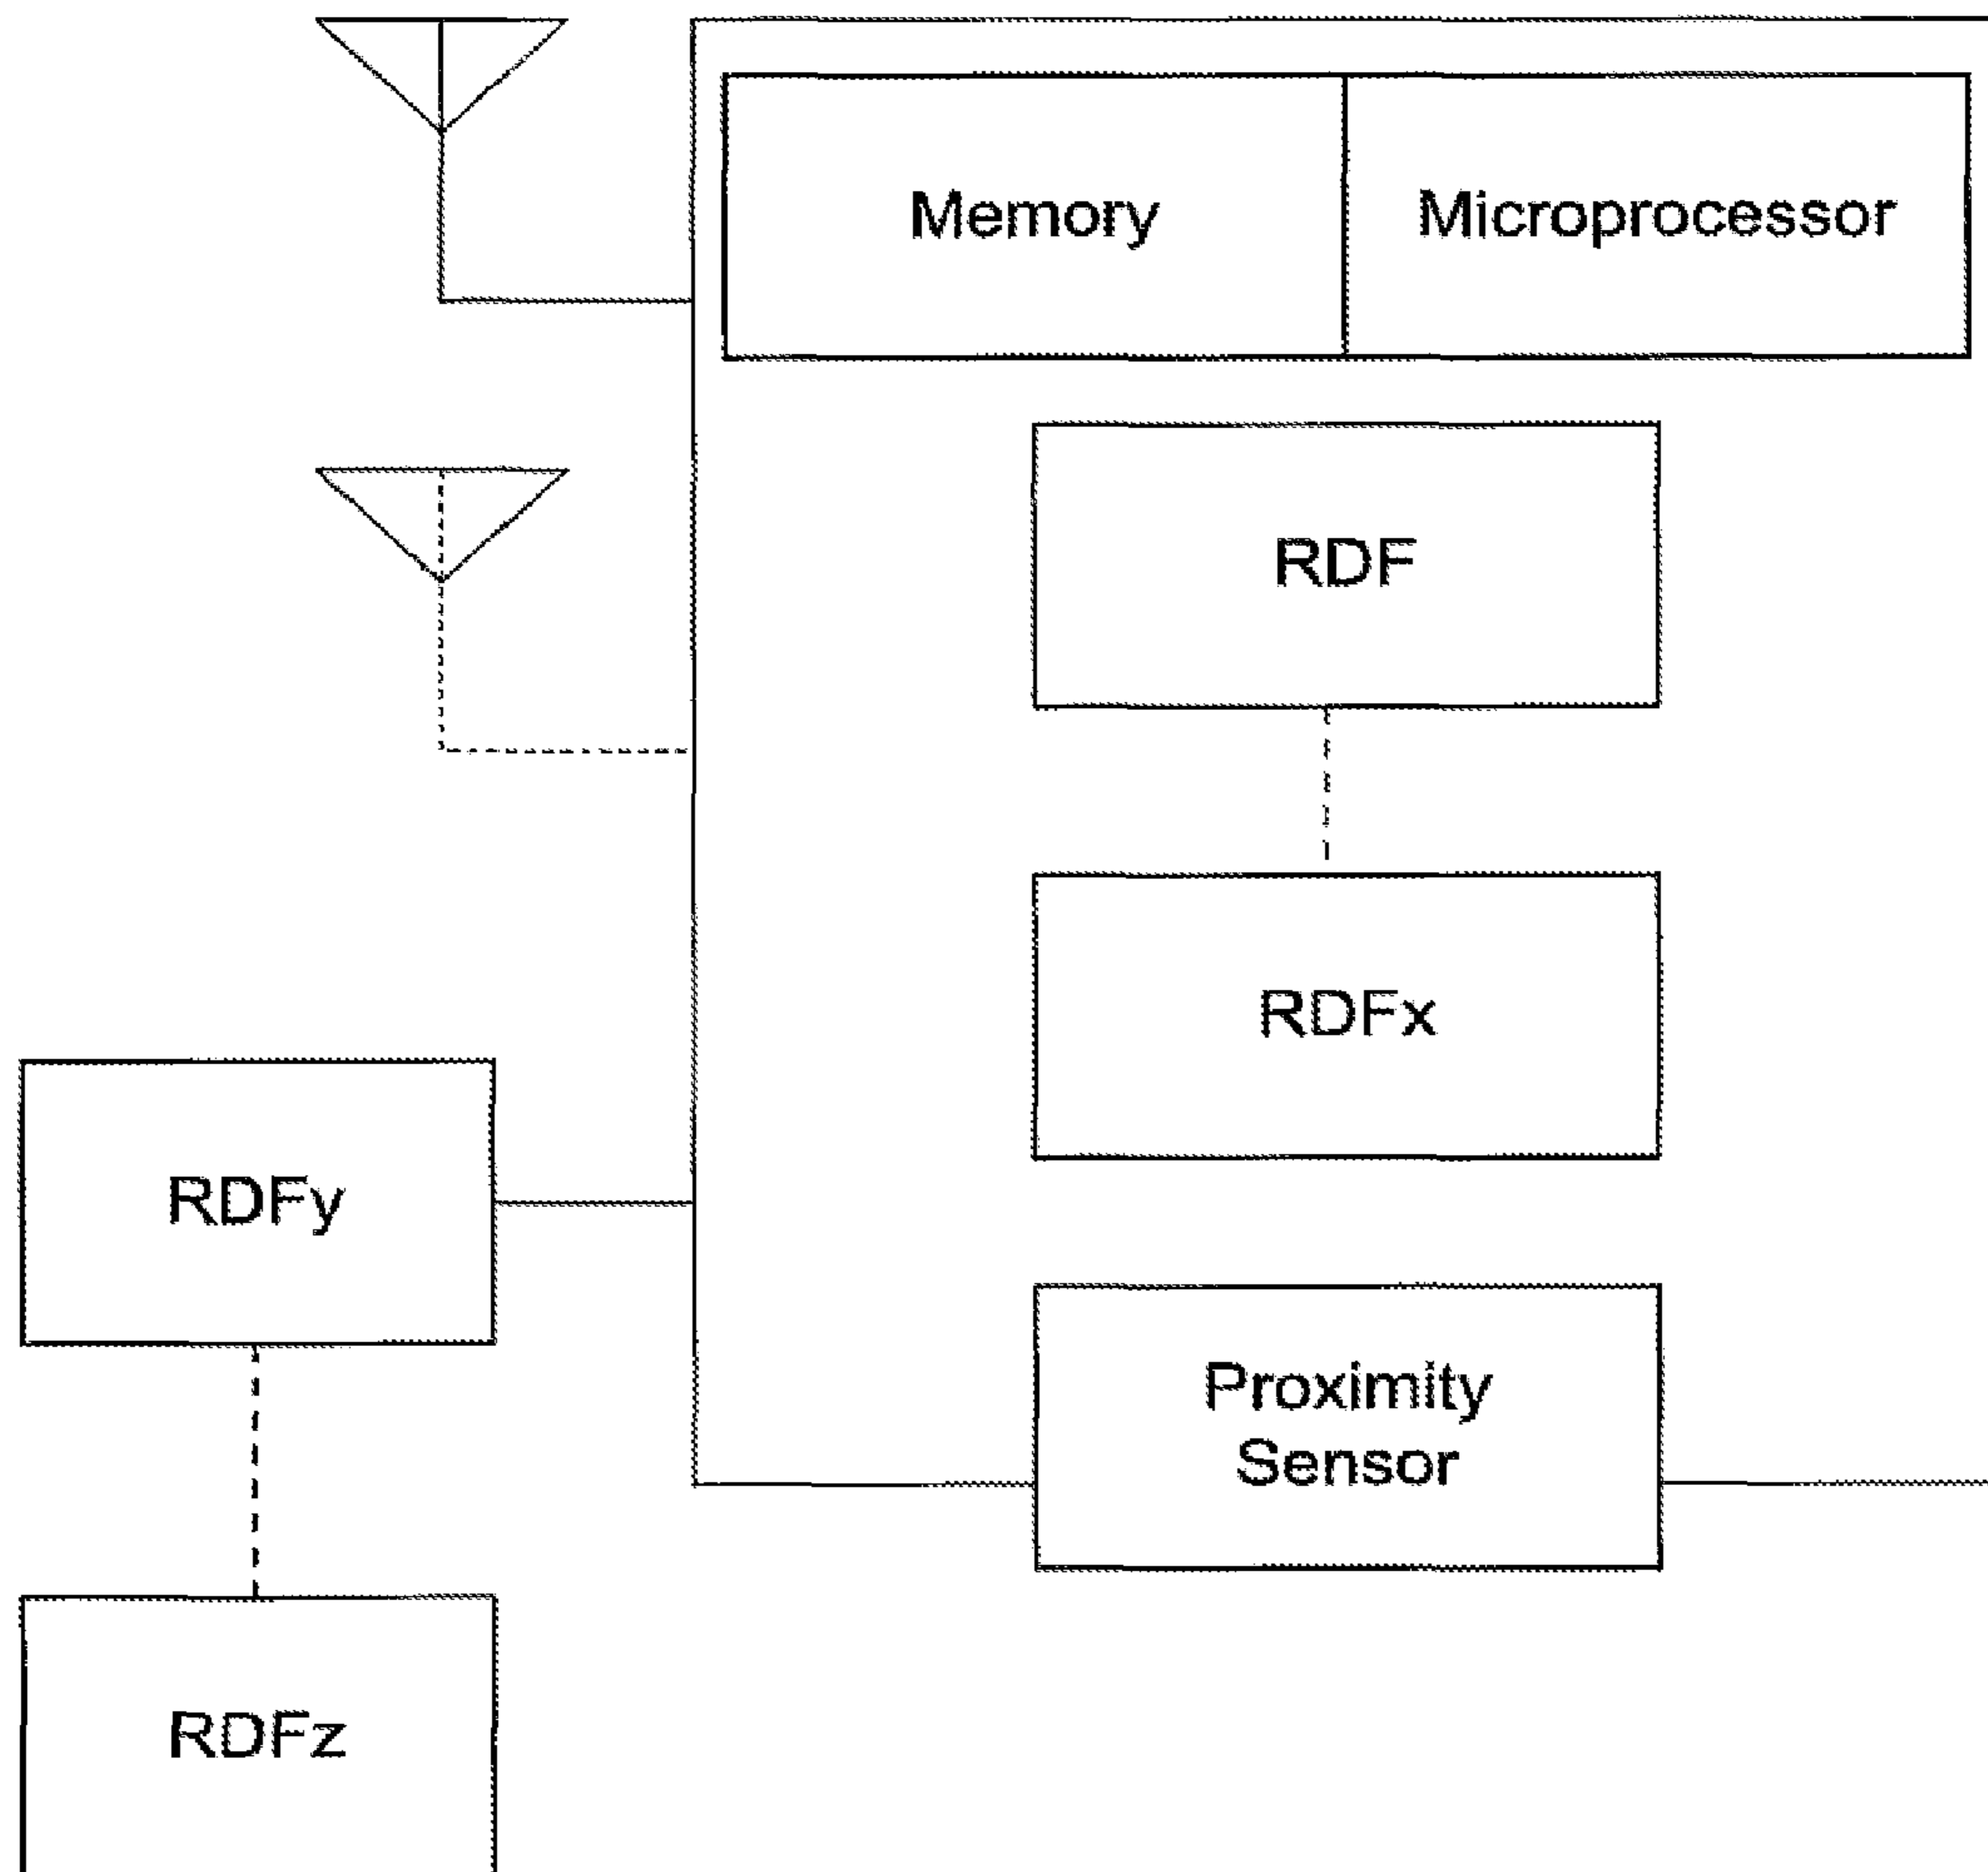 Memory
Microprocessor
RDF
RDFx
RDFy
Proximity
Sensor
RDFz